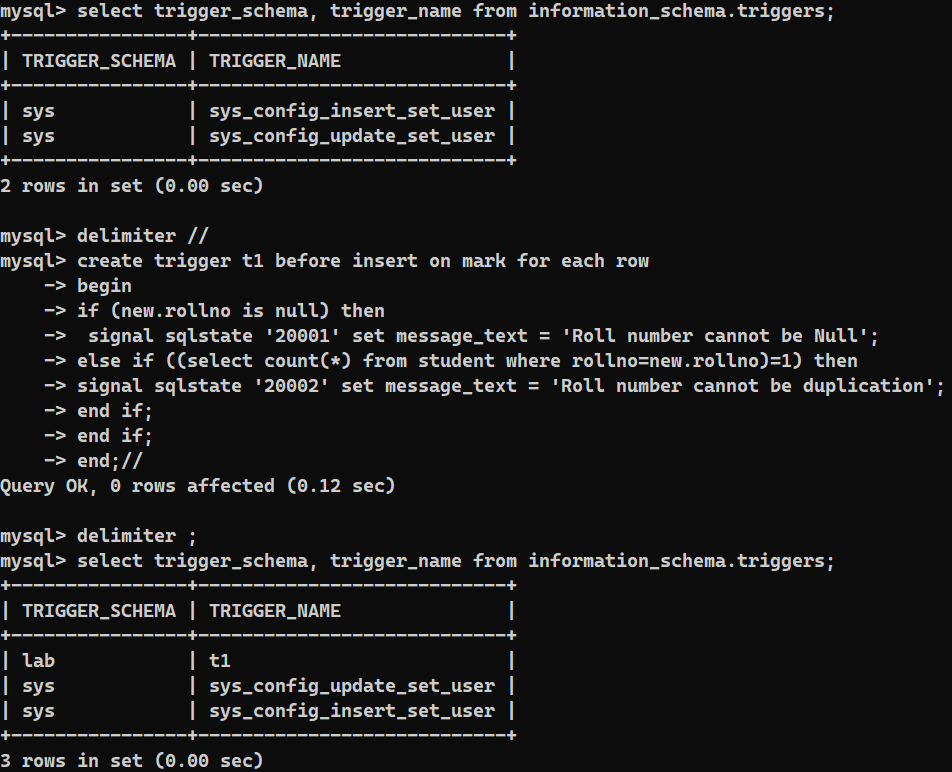 mysql> select trigger_schema, trigger_name from information_schema.triggers;
+----------------+---------------------------+
| TRIGGER_SCHEMA | TRIGGER_NAME              |
+----------------+---------------------------+
| sys            | sys_config_insert_set_user |
| sys            | sys_config_update_set_user |
+----------------+---------------------------+
2 rows in set (0.00 sec)

mysql> delimiter //
mysql> create trigger t1 before insert on mark for each row
    -> begin
    -> if (new.rollno is null) then
    ->  signal sqlstate '20001' set message_text = 'Roll number cannot be Null';
    -> else if ((select count(*) from student where rollno=new.rollno)=1) then
    -> signal sqlstate '20002' set message_text = 'Roll number cannot be duplication';
    -> end if;
    -> end if;
    -> end;//
Query OK, 0 rows affected (0.12 sec)

mysql> delimiter ;
mysql> select trigger_schema, trigger_name from information_schema.triggers;
+----------------+---------------------------+
| TRIGGER_SCHEMA | TRIGGER_NAME              |
+----------------+---------------------------+
| lab            | t1                        |
| sys            | sys_config_update_set_user |
| sys            | sys_config_insert_set_user |
+----------------+---------------------------+
3 rows in set (0.00 sec)